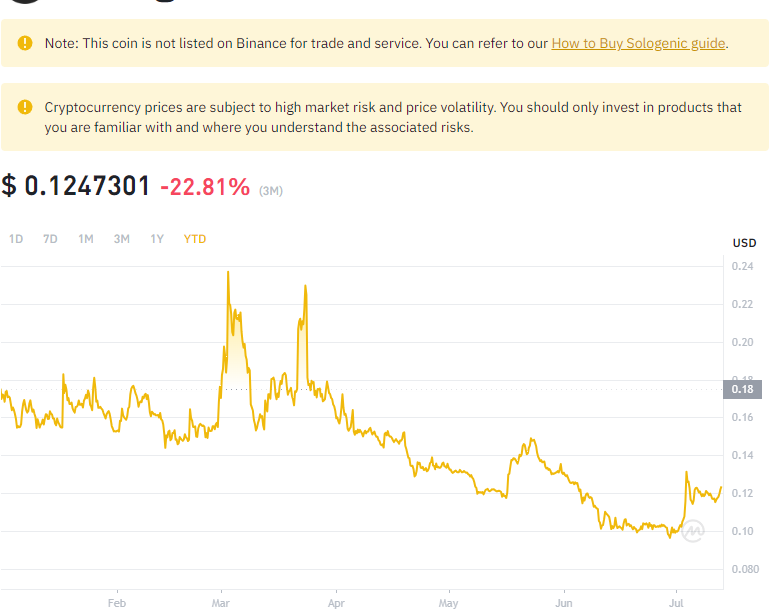 Note: This coin is not listed on Binance for trade and service. You can refer to our How to Buy Sologenic guide.
Cryptocurrency prices are subject to high market risk and price volatility. You should only invest in products that
you are familiar with and where you understand the associated risks.
$ 0.1247301 -22.81% (3M)
1D 7D 1M 3M 1Y YTD
USD
0.24
0.22
0.20
0.18
0.18
0.16
0.14
0.12
0.10
0.080
Feb Mar Apr May Jun Jul